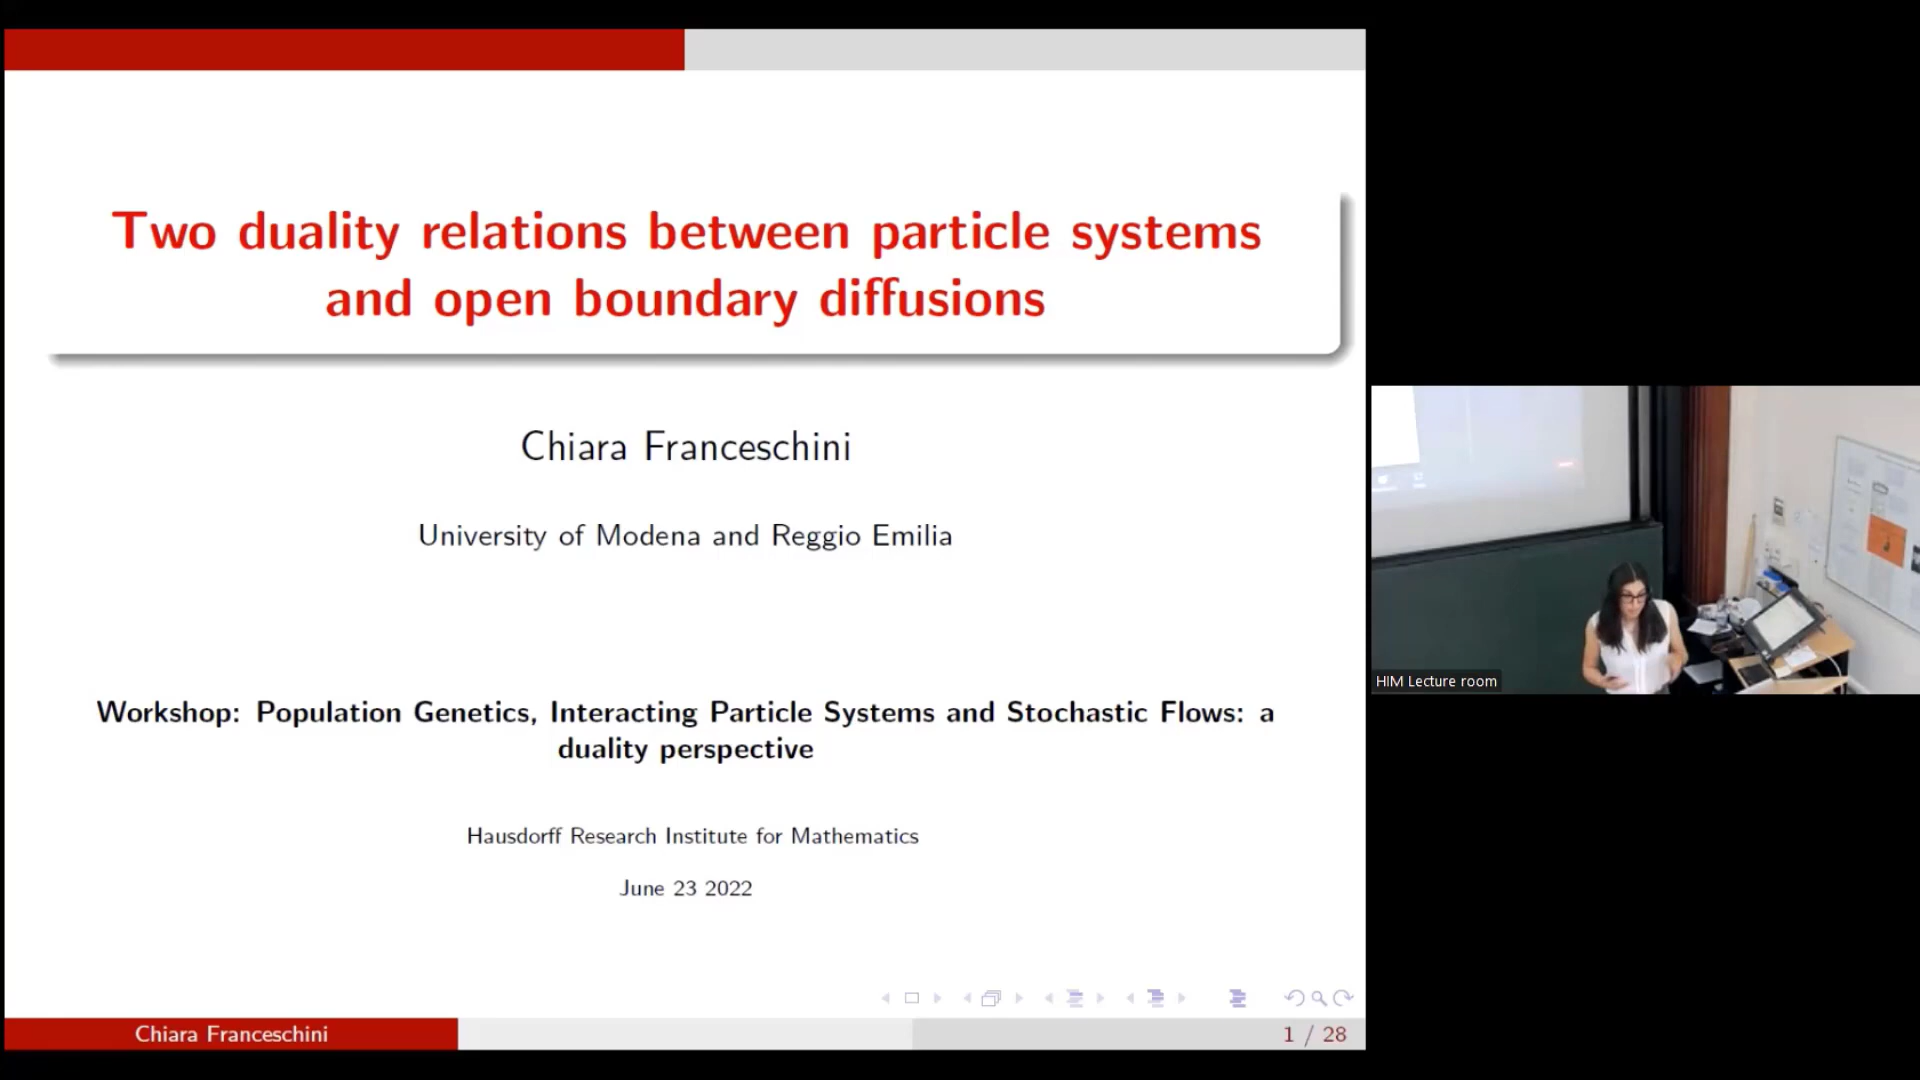 Two duality relations between particle systems
and open boundary diffusions
Chiara Franceschini
University of Modena and Reggio Emilia
Workshop: Population Genetics, Interacting Particle Systems and Stochastic Flows: a
duality perspective
Hausdorff Research Institute for Mathematics
June 23 2022
Chiara Franceschini
1 / 28
HIM Lecture room